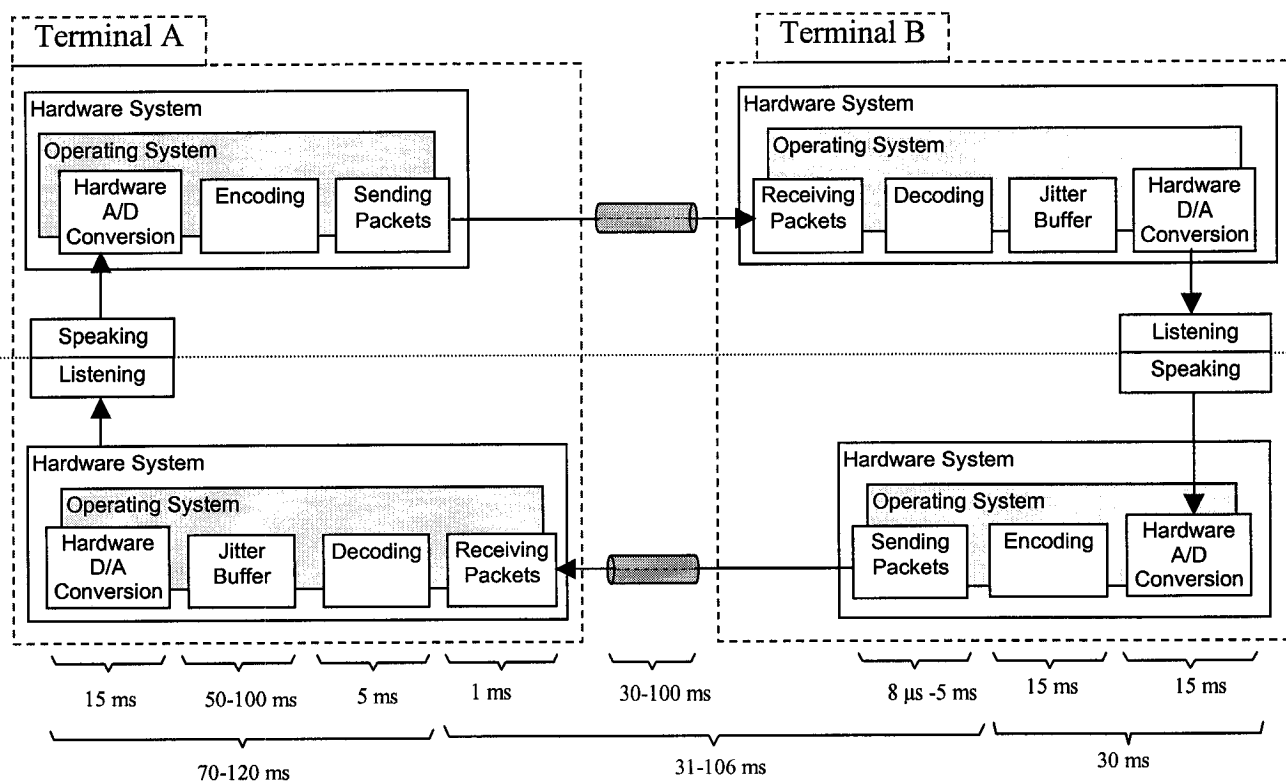 Terminal A
Terminal B
Hardware System
Operating System
Hardware
A/D
Conversion
Encoding
Sending
Packets
Hardware System
Operating System
Receiving
Packets
Decoding
Jitter
Buffer
Hardware
D/A
Conversion
Speaking
Listening
Listening
Speaking
Hardware System
Operating System
Hardware
D/A
Conversion
Jitter
Buffer
Decoding
Receiving
Packets
Hardware System
Operating System
Sending
Packets
Encoding
Hardware
A/D
Conversion
15 ms
50-100 ms
5 ms
1 ms
30-100 ms
8 µs -5 ms
15 ms
15 ms
70-120 ms
31-106 ms
30 ms